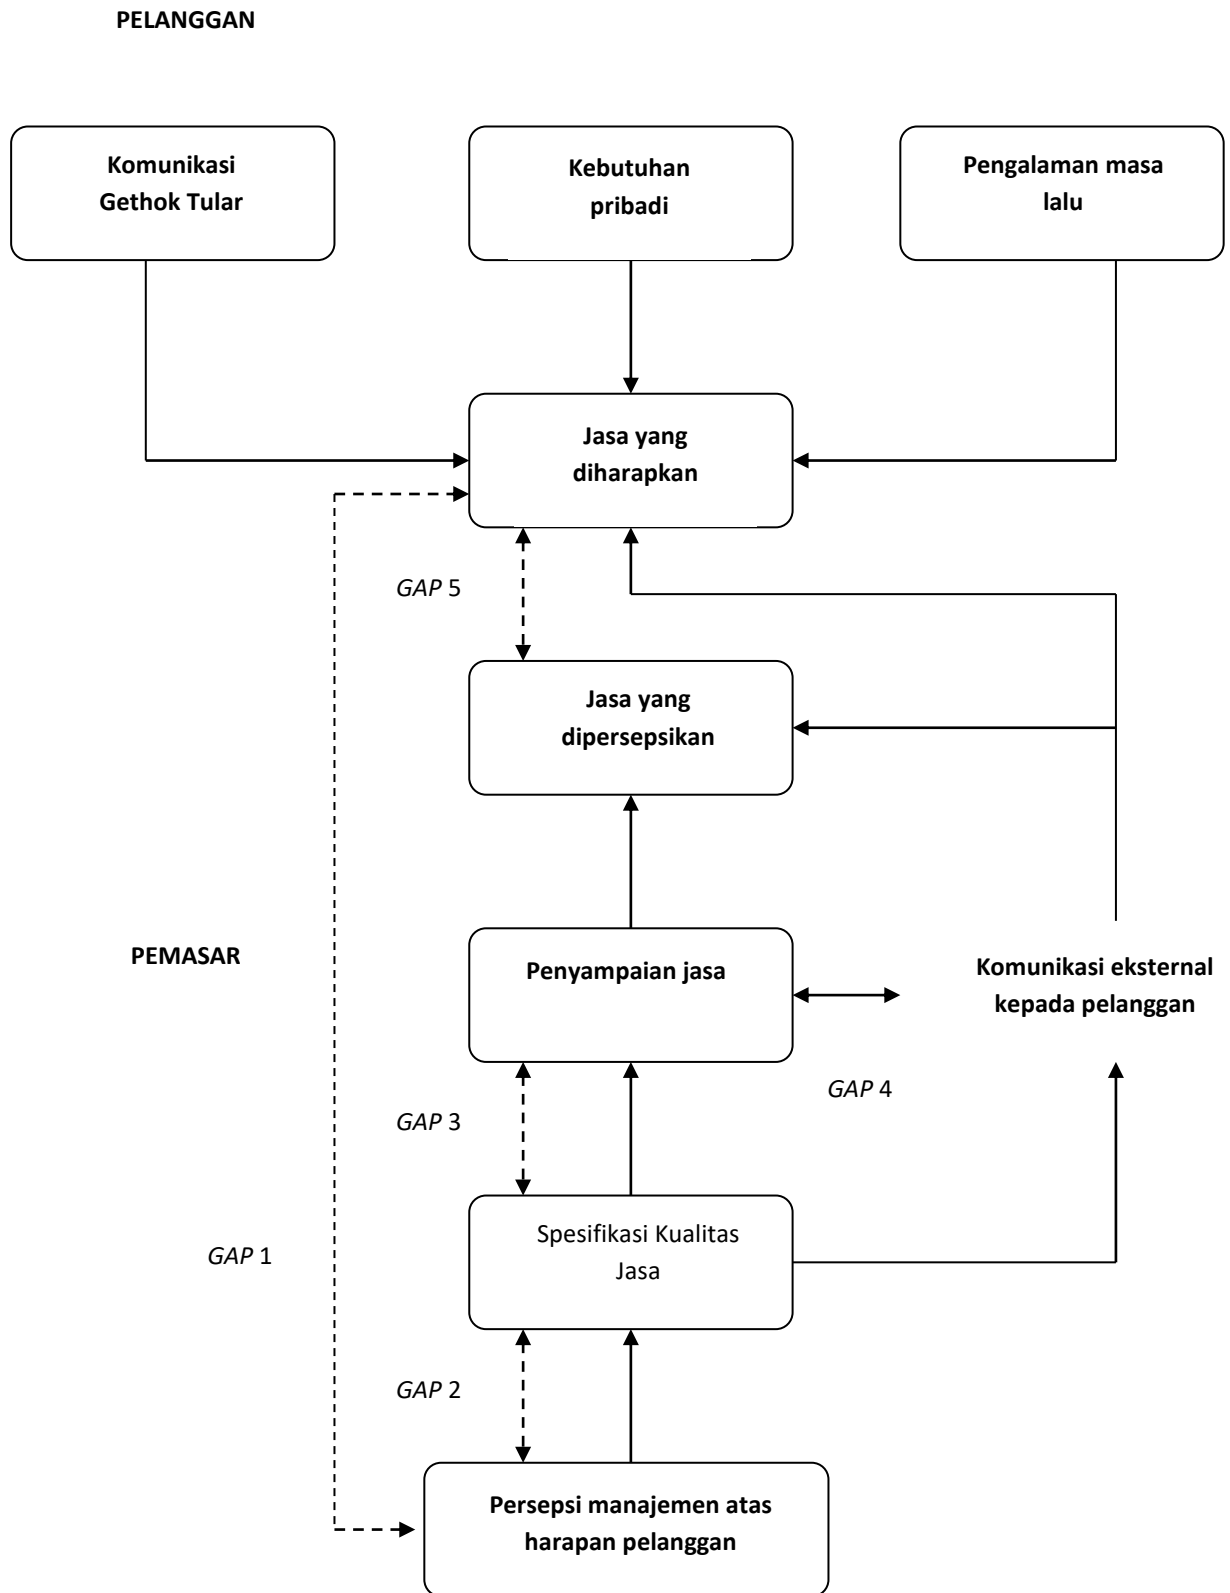 PELANGGAN
Komunikasi
Gethok Tular
Kebutuhan
pribadi
Pengalaman masa
lalu
Jasa yang
diharapkan
GAP 5
Jasa yang
dipersepsikan
PEMASAR
Penyampaian jasa
Komunikasi eksternal
kepada pelanggan
GAP 4
GAP 3
Spesifikasi Kualitas
Jasa
GAP 1
GAP 2
Persepsi manajemen atas
harapan pelanggan